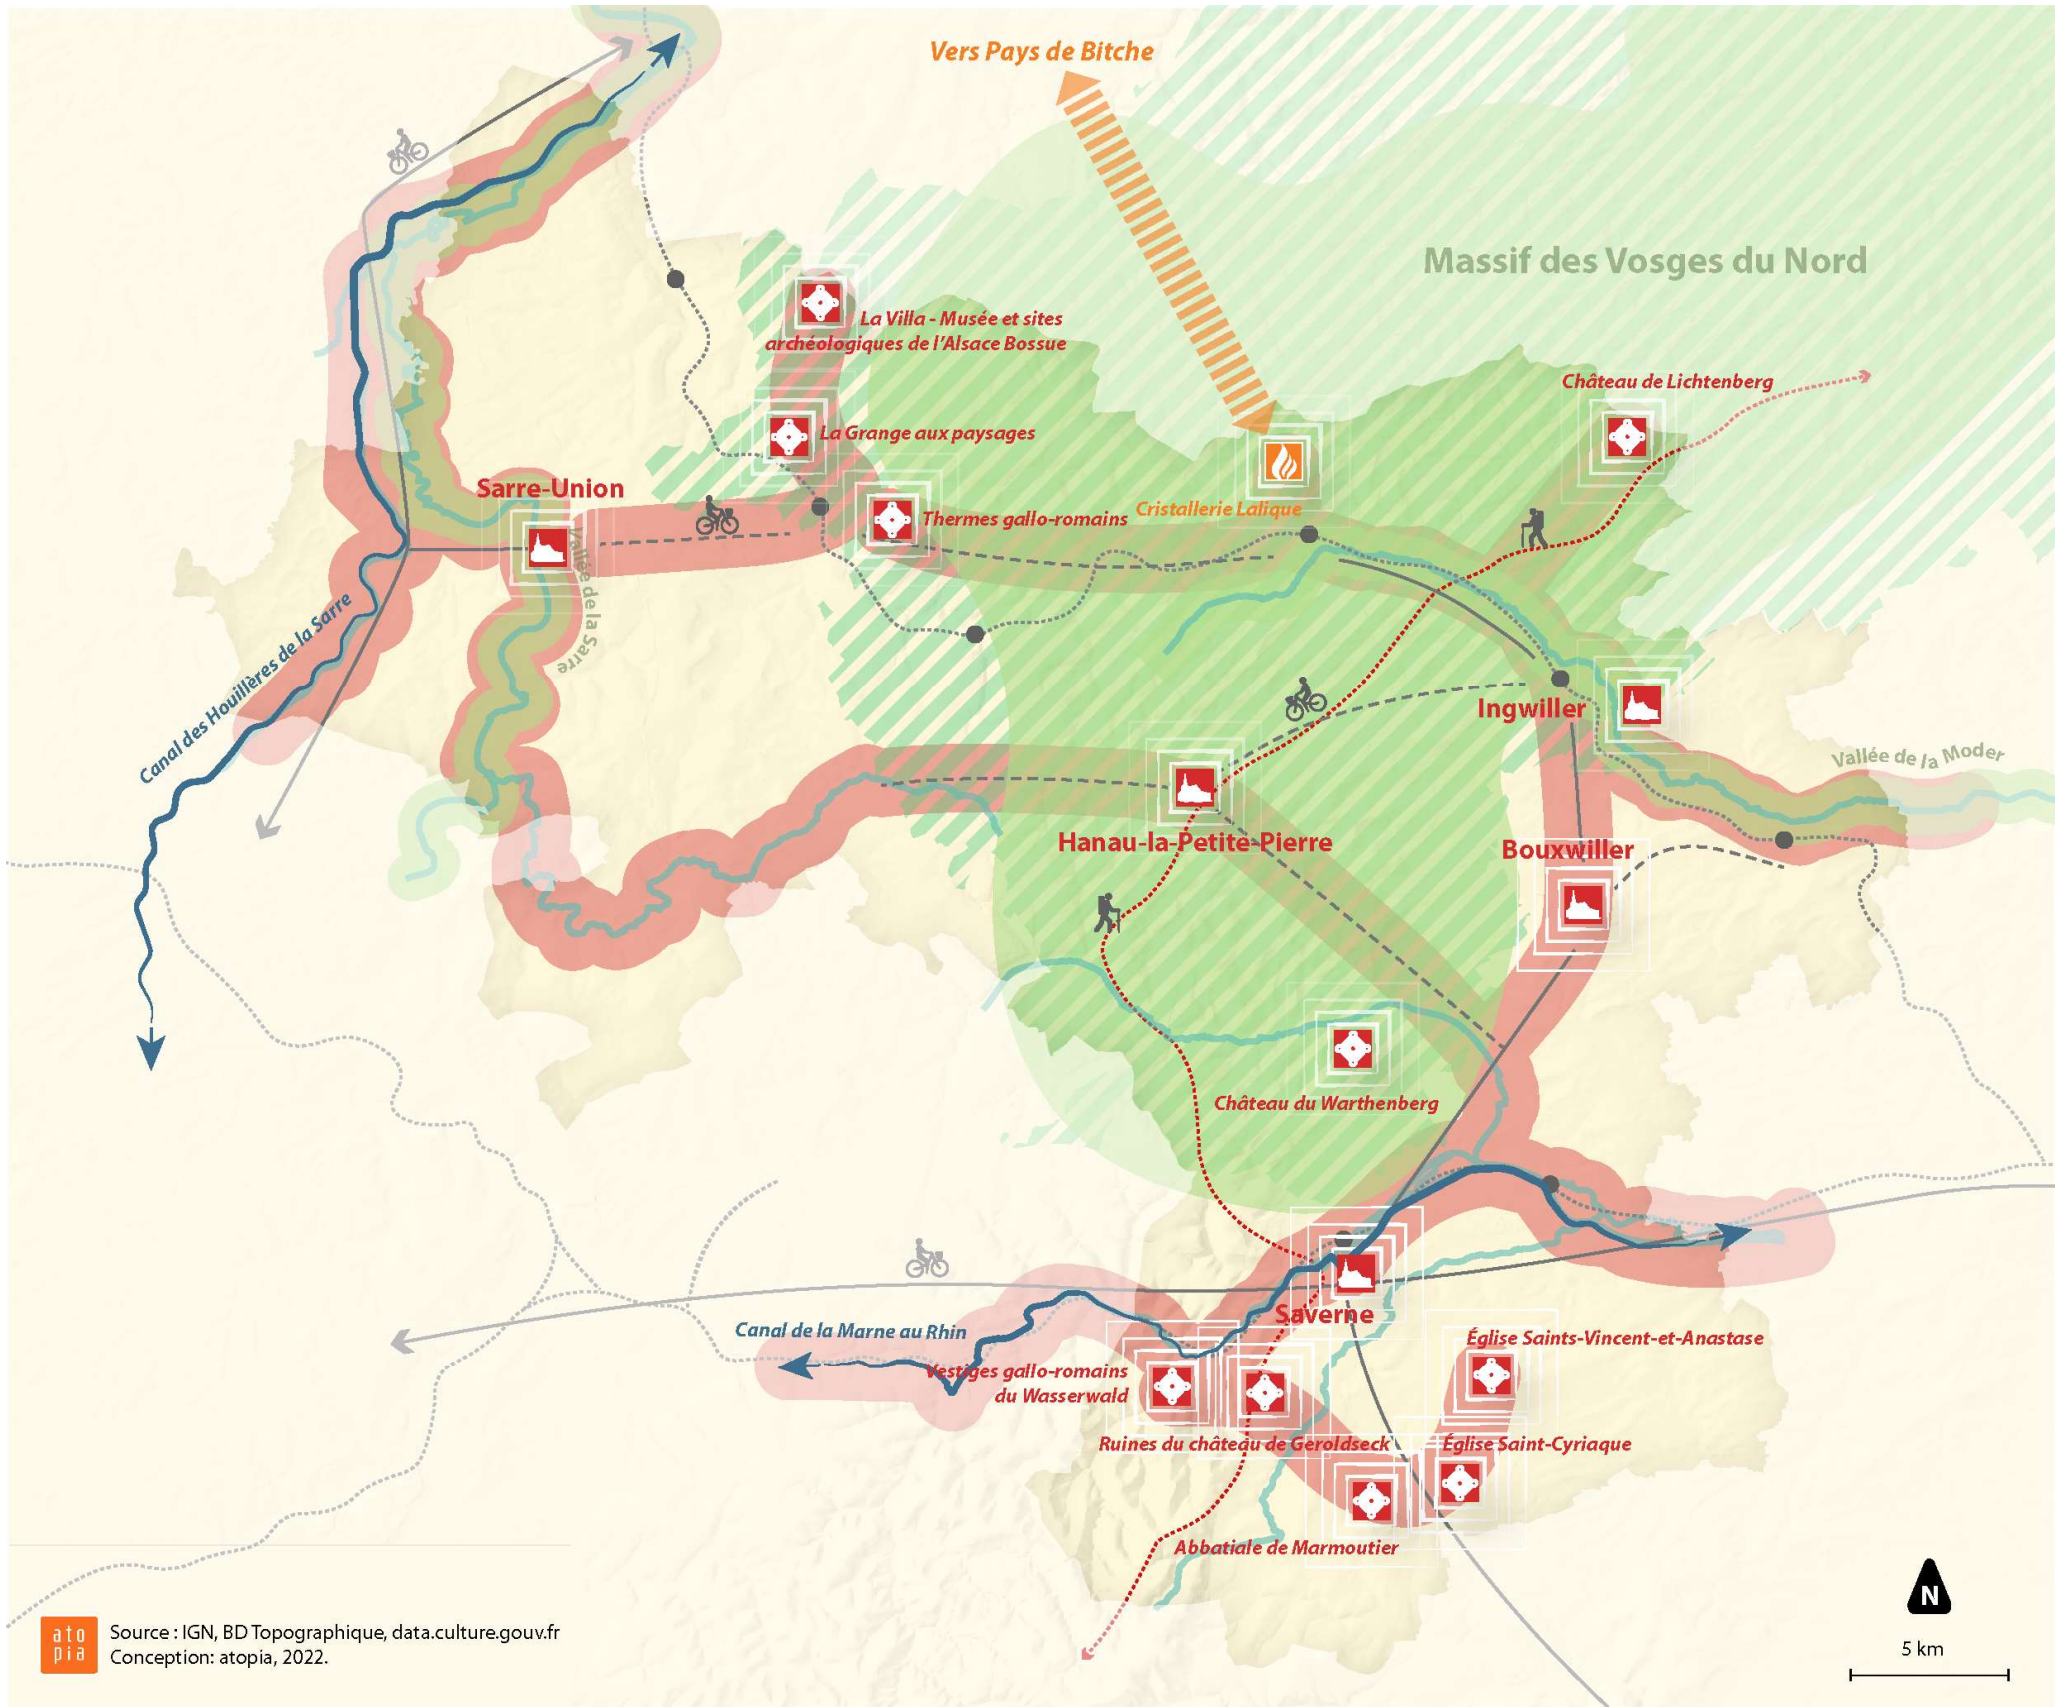 Vers Pays de Bitche
Massif des Vosges du Nord
La Villa - Musée et sites
archéologiques de l'Alsace Bossue
Château de Lichtenberg
La Grange aux paysages
Sarre-Union
Cristallerie Lalique
Thermes gallo-romains
Vallée de la Sarre
Canal des Houillères de la Sarre
Ingwiller
Vallée de la Moder
Hanau-la-Petite-Pierre
Bouxwiller
Château du Warthenberg
Saverne
Canal de la Marne au Rhin
Église Saints-Vincent-et-Anastase
Vestiges gallo-romains
du Wasserwald
Ruines du château de Geroldseck
Église Saint-Cyriaque
Abbatiale de Marmoutier
N
5 km
ato
pia
Source : IGN, BD Topographique, data.culture.gouv.fr
Conception: atopia, 2022.